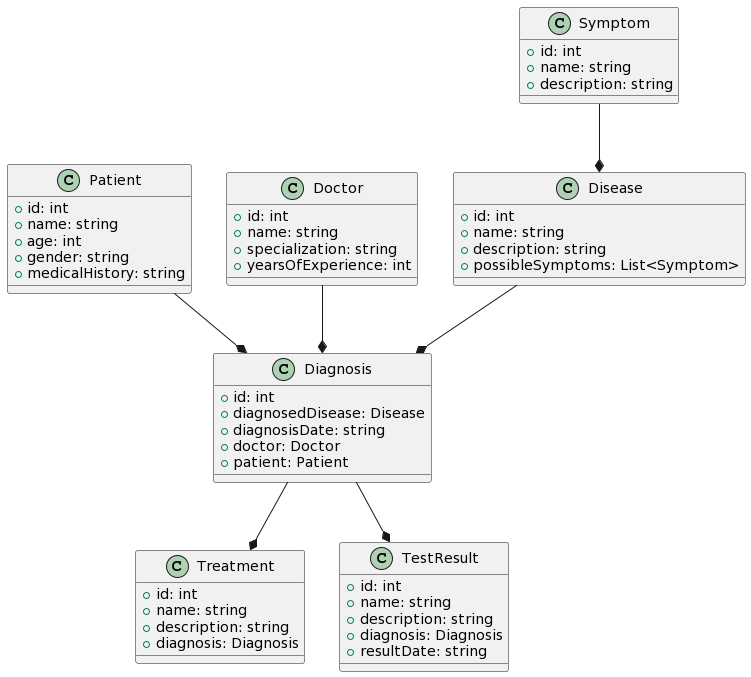 C Symptom
id: int
name: string
description: string
C Patient
id: int
name: string
age: int
gender: string
medicalHistory: string
C Doctor
id: int
name: string
specialization: string
yearsOfExperience: int
C Disease
id: int
name: string
description: string
possibleSymptoms: List<Symptom>
C Diagnosis
id: int
diagnosedDisease: Disease
diagnosisDate: string
doctor: Doctor
patient: Patient
C Treatment
id: int
name: string
description: string
diagnosis: Diagnosis
C TestResult
id: int
name: string
description: string
diagnosis: Diagnosis
resultDate: string